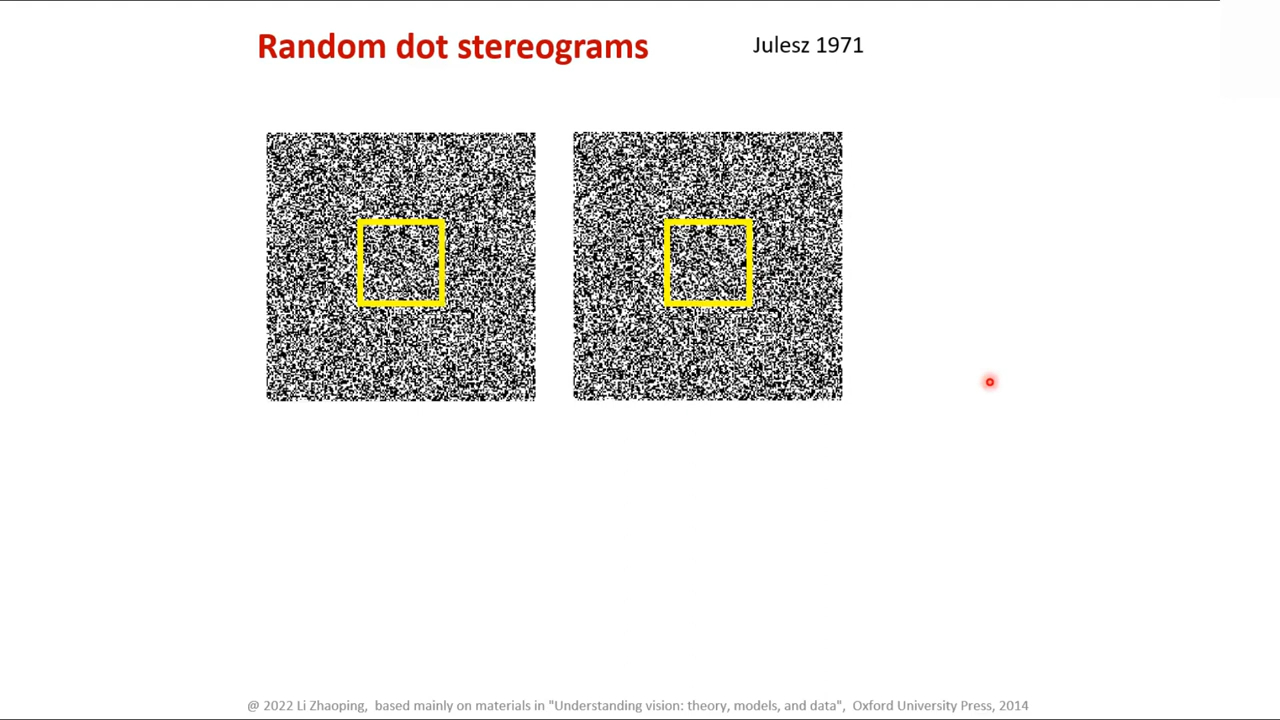 Random dot stereograms
Julesz 1971
@ 2022 Li Zhaoping, based mainly on materials in "Understanding vision: theory, models, and data", Oxford University Press, 2014